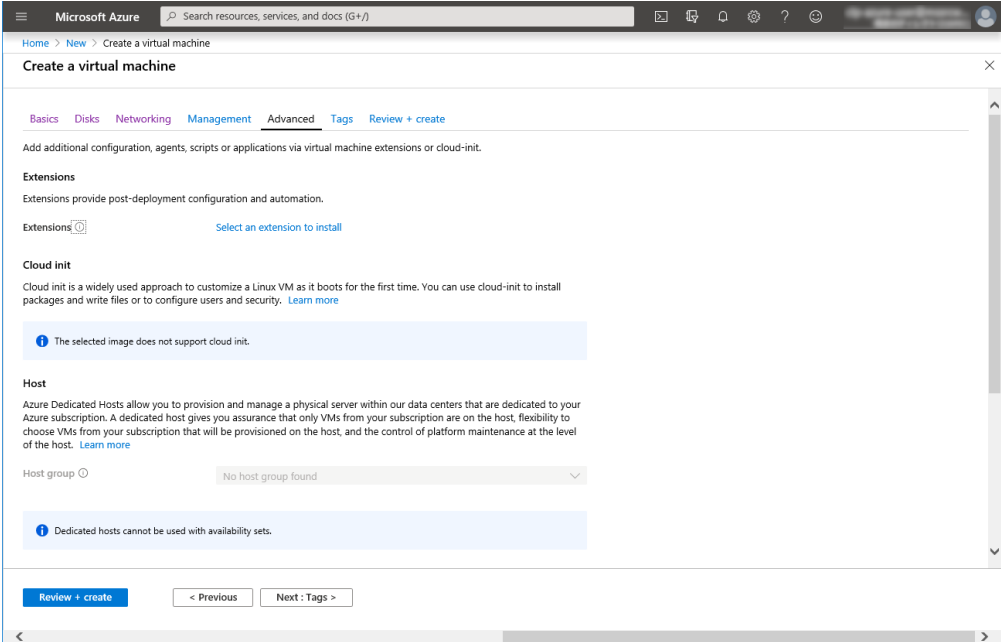 Microsoft Azure
Search resources, services, and docs (G+/)
Home > New > Create a virtual machine
Create a virtual machine
Basics Disks Networking Management Advanced Tags Review + create
Add additional configuration, agents, scripts or applications via virtual machine extensions or cloud-init.
Extensions
Extensions provide post-deployment configuration and automation.
Extensions Select an extension to install
Cloud init
Cloud init is a widely used approach to customize a Linux VM as it boots for the first time. You can use cloud-init to install
packages and write files or to configure users and security. Learn more
The selected image does not support cloud init.
Host
Azure Dedicated Hosts allow you to provision and manage a physical server within our data centers that are dedicated to your
Azure subscription. A dedicated host gives you assurance that only VMs from your subscription are on the host, flexibility to
choose VMs from your subscription that will be provisioned on the host, and the control of platform maintenance at the level
of the host. Learn more
Host group No host group found
Dedicated hosts cannot be used with availability sets.
Review + create < Previous Next : Tags >